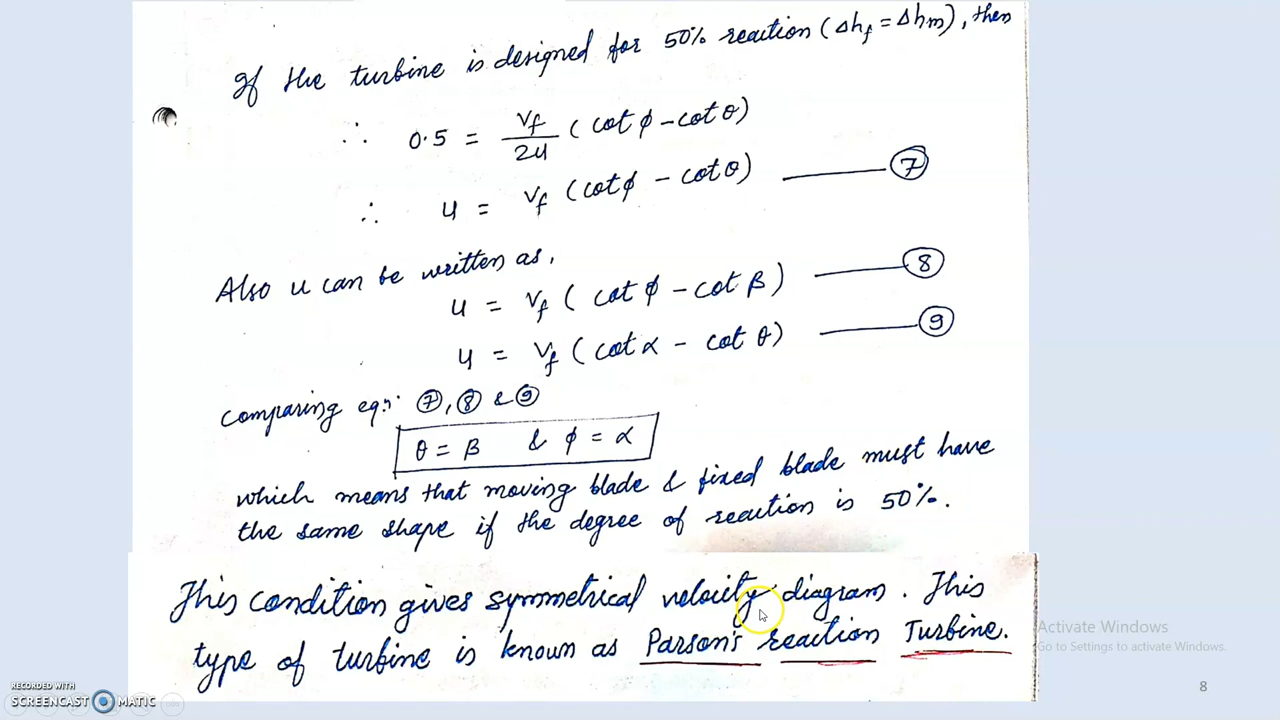 If the turbine is designed for 50% reaction (Δhf = Δhm), then
∴ 0.5 = Vf/2u (cot ϕ - cot θ)
∴ u = Vf (cot ϕ - cot θ) —— ⑦
Also u can be written as,
u = Vf (cot ϕ - cot β) —— ⑧
u = Vf (cot α - cot θ) —— ⑨
comparing eqn: ⑦, ⑧ & ⑨
θ = β & ϕ = α
which means that moving blade & fixed blade must have
the same shape if the degree of reaction is 50%.
This condition gives symmetrical velocity diagram. This
type of turbine is known as Parson's reaction Turbine.
Activate Windows
Go to Settings to activate Windows.
8
RECORDED WITH
SCREENCAST MATIC